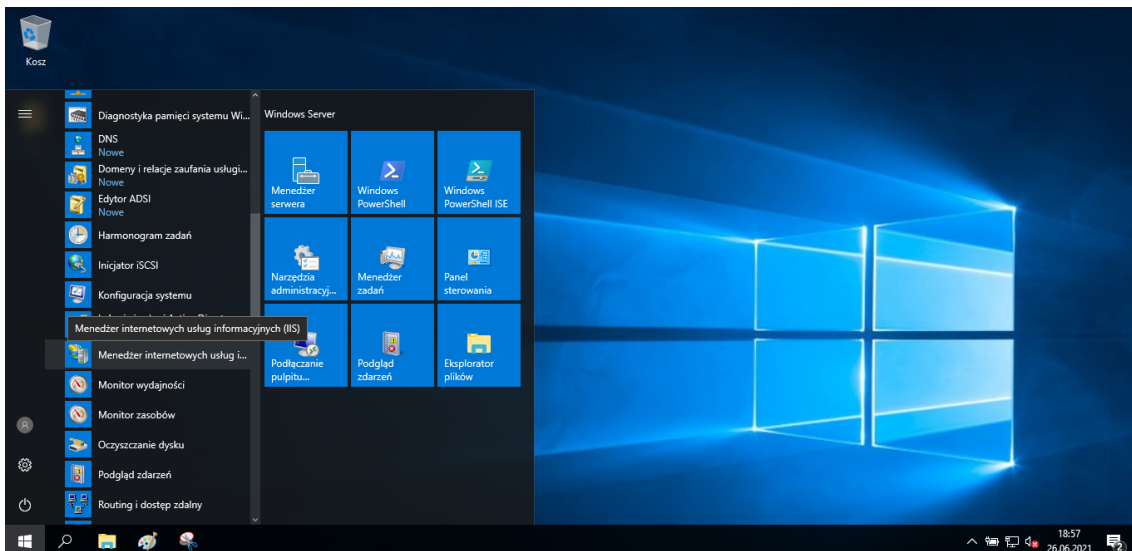 Kosz
Diagnostyka pamięci systemu Wi...
DNS
Nowe
Domeny i relacje zaufania usługi...
Nowe
Edytor ADSI
Nowe
Harmonogram zadań
Inicjator iSCSI
Konfiguracja systemu
Menedżer internetowych usług informacyjnych (IIS)
Menedżer internetowych usług i...
Monitor wydajności
Monitor zasobów
Oczyszczanie dysku
Podgląd zdarzeń
Routing i dostęp zdalny
Windows Server
Menedżer
serwera
Windows
PowerShell
Windows
PowerShell ISE
Narzędzia
administracyj...
Menedżer
zadań
Panel
sterowania
Podłączanie
pulpitu...
Podgląd
zdarzeń
Eksplorator
plików
18:57
26.06.2021
2